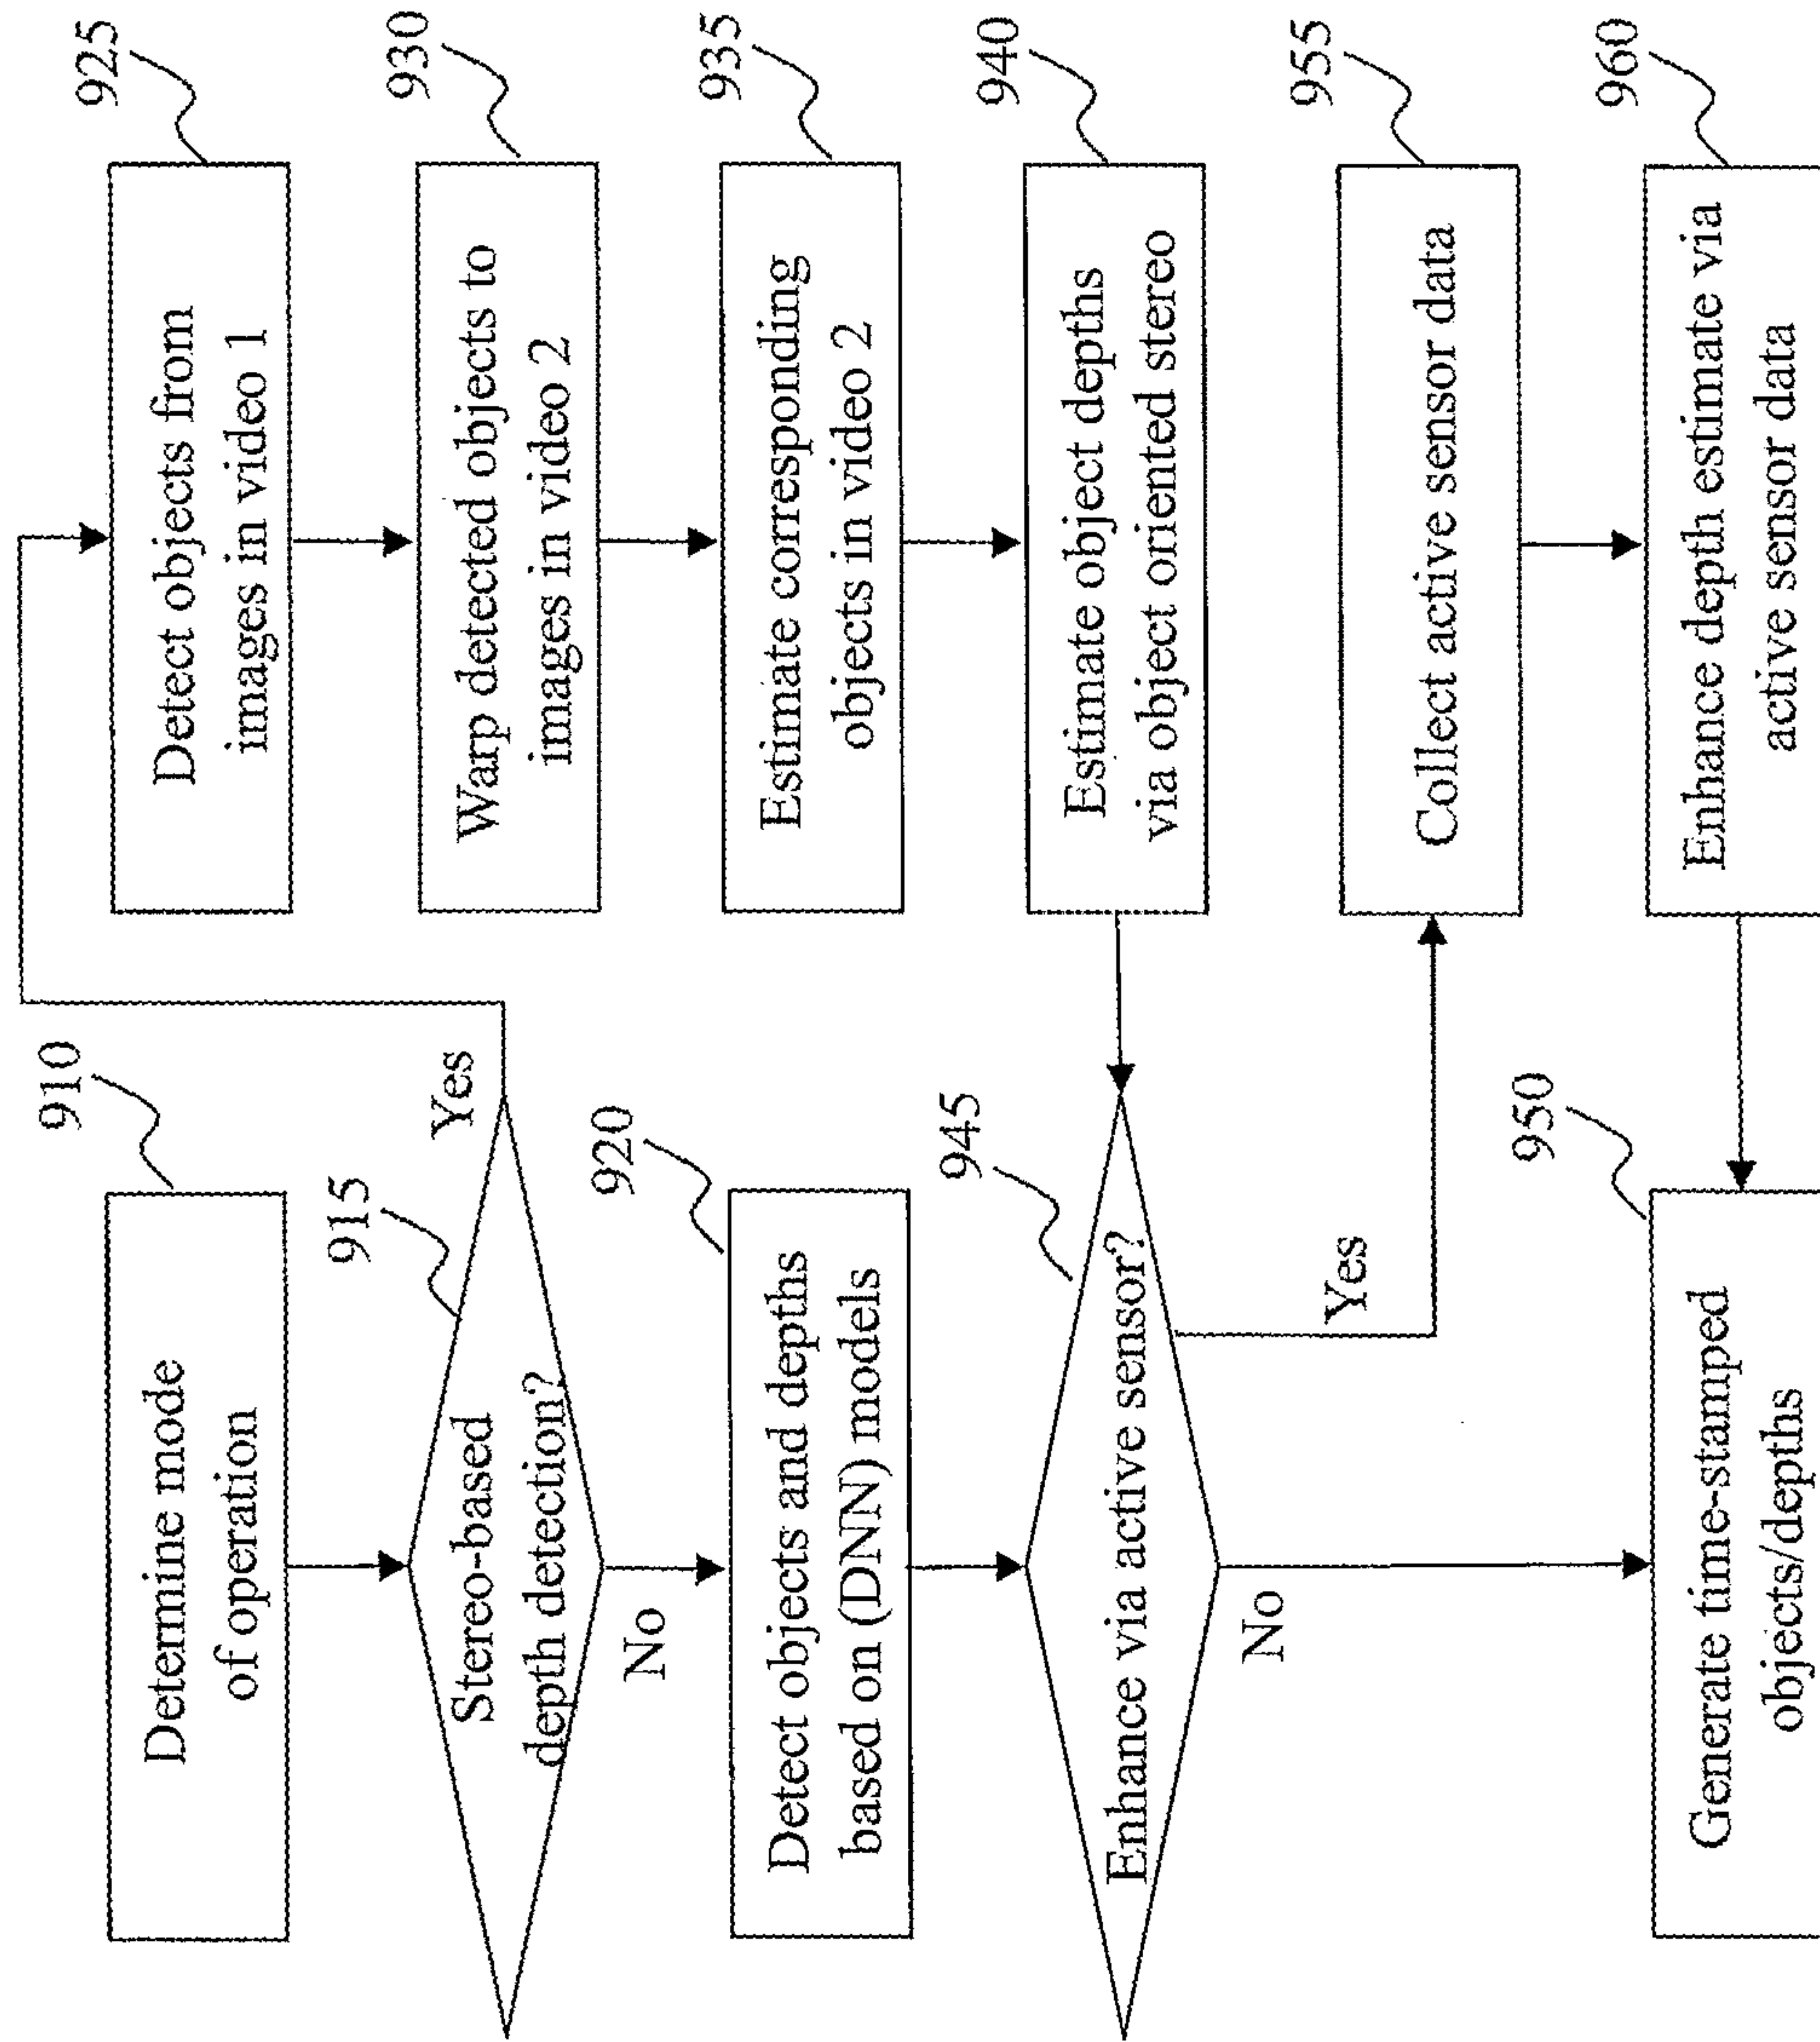 910
Determine mode
of operation
915
Stereo-based
depth detection?
Yes
No
920
Detect objects and depths
based on (DNN) models
925
Detect objects from
images in video 1
930
Warp detected objects to
images in video 2
935
Estimate corresponding
objects in video 2
940
Estimate object depths
via object oriented stereo
945
Enhance via active sensor?
Yes
No
955
Collect active sensor data
960
Enhance depth estimate via
active sensor data
950
Generate time-stamped
objects/depths